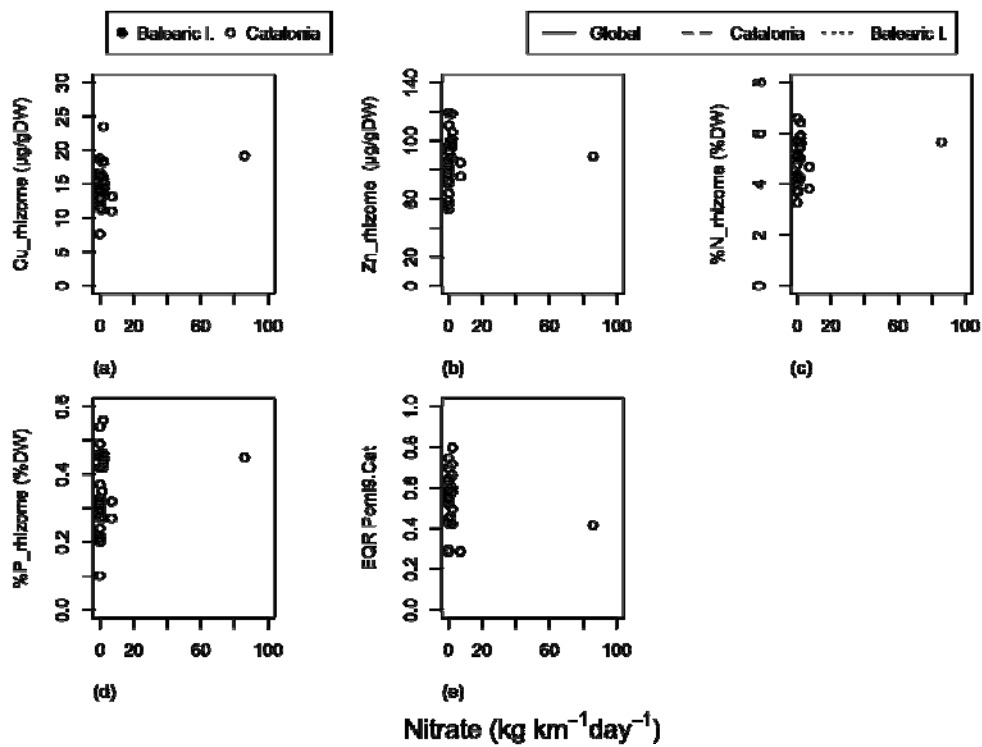 Balearic I. Catalonia
Global Catalonia Balearic I.
Cu_rhizome (µg/gDW)
0 5 10 15 20 25 30
0 20 60 100
(a)
Zn_rhizome (µg/gDW)
0 20 60 100 140
0 20 60 100
(b)
%N_rhizome (%DW)
0 2 4 6 8
0 20 60 100
(c)
%P_rhizome (%DW)
0.0 0.2 0.4 0.6
0 20 60 100
(d)
EQR Pomi9.Cat
0.0 0.2 0.4 0.6 0.8 1.0
0 20 60 100
(e)
Nitrate (kg km⁻¹day⁻¹)